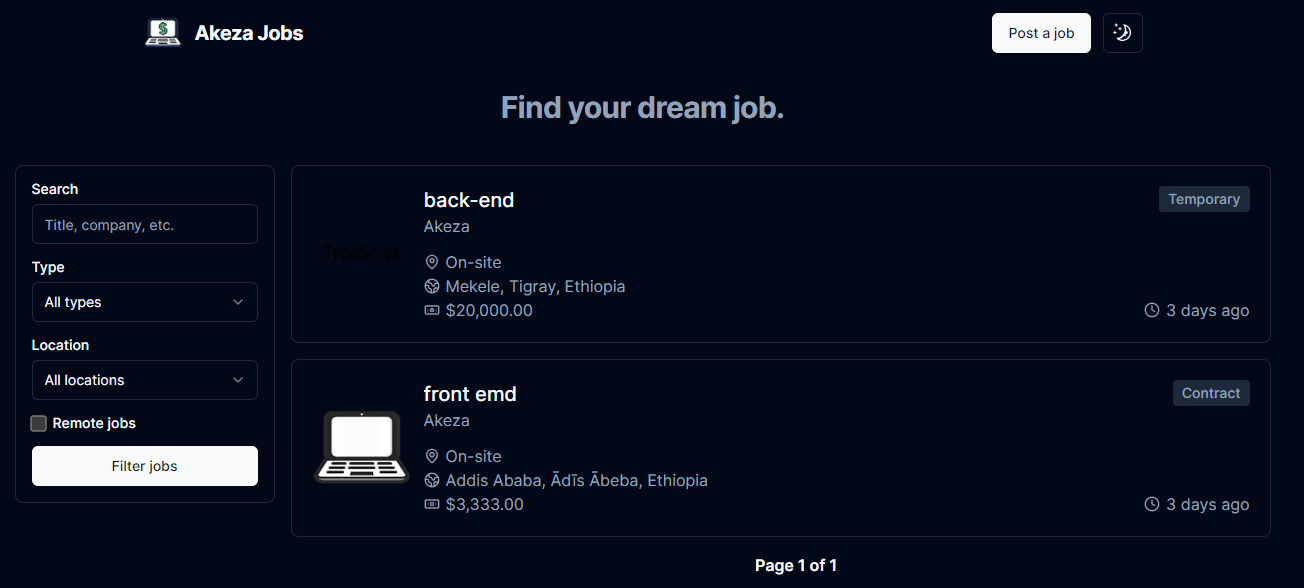 $
Akeza Jobs
Post a job
Find your dream job.
Search
Title, company, etc.
Type
All types
Location
All locations
Remote jobs
Filter jobs
TypeScript
back-end
Akeza
On-site
Mekele, Tigray, Ethiopia
$20,000.00
Temporary
3 days ago
front emd
Akeza
On-site
Addis Ababa, Ādīs Ābeba, Ethiopia
$3,333.00
Contract
3 days ago
Page 1 of 1